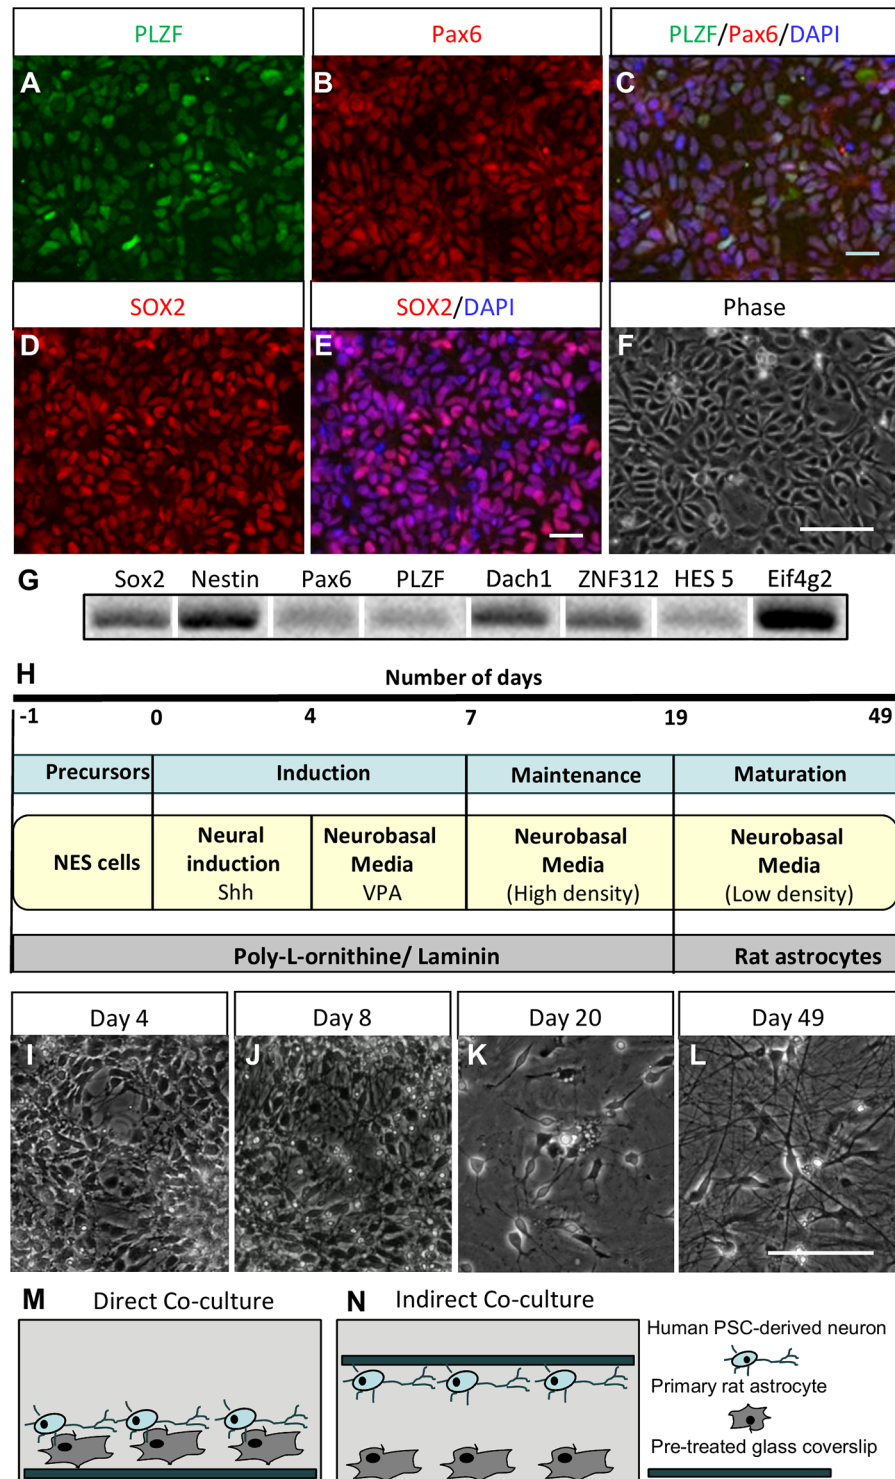 PLZF
Pax6
PLZF/Pax6/DAPI
A
B
C
SOX2
SOX2/DAPI
Phase
D
E
F
G
Sox2 Nestin Pax6 PLZF Dach1 ZNF312 HES 5 Eif4g2
H
Number of days
-1 0 4 7 19 49
Precursors
Induction
Maintenance
Maturation
NES cells
Neural
induction
Shh
Neurobasal
Media
VPA
Neurobasal
Media
(High density)
Neurobasal
Media
(Low density)
Poly-L-ornithine/ Laminin
Rat astrocytes
Day 4
Day 8
Day 20
Day 49
I
J
K
L
M
Direct Co-culture
N
Indirect Co-culture
Human PSC-derived neuron
Primary rat astrocyte
Pre-treated glass coverslip